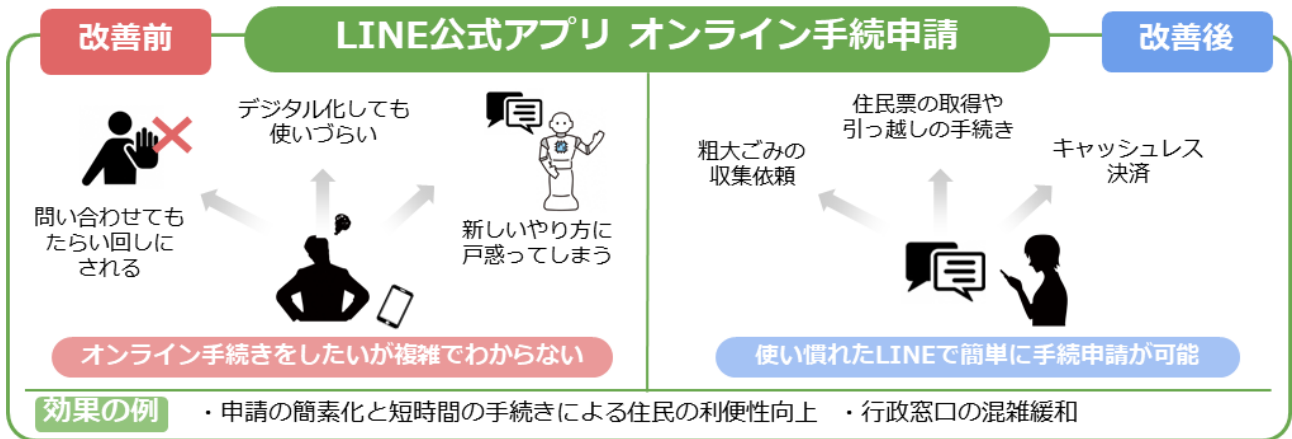 改善前
LINE公式アプリ オンライン手続申請
改善後
デジタル化しても
使いづらい
問い合わせても
たらい回しに
される
新しいやり方に
戸惑ってしまう
オンライン手続きをしたいが複雑でわからない
粗大ごみの
収集依頼
住民票の取得や
引っ越しの手続き
キャッシュレス
決済
使い慣れたLINEで簡単に手続申請が可能
効果の例
・申請の簡素化と短時間の手続きによる住民の利便性向上 ・行政窓口の混雑緩和